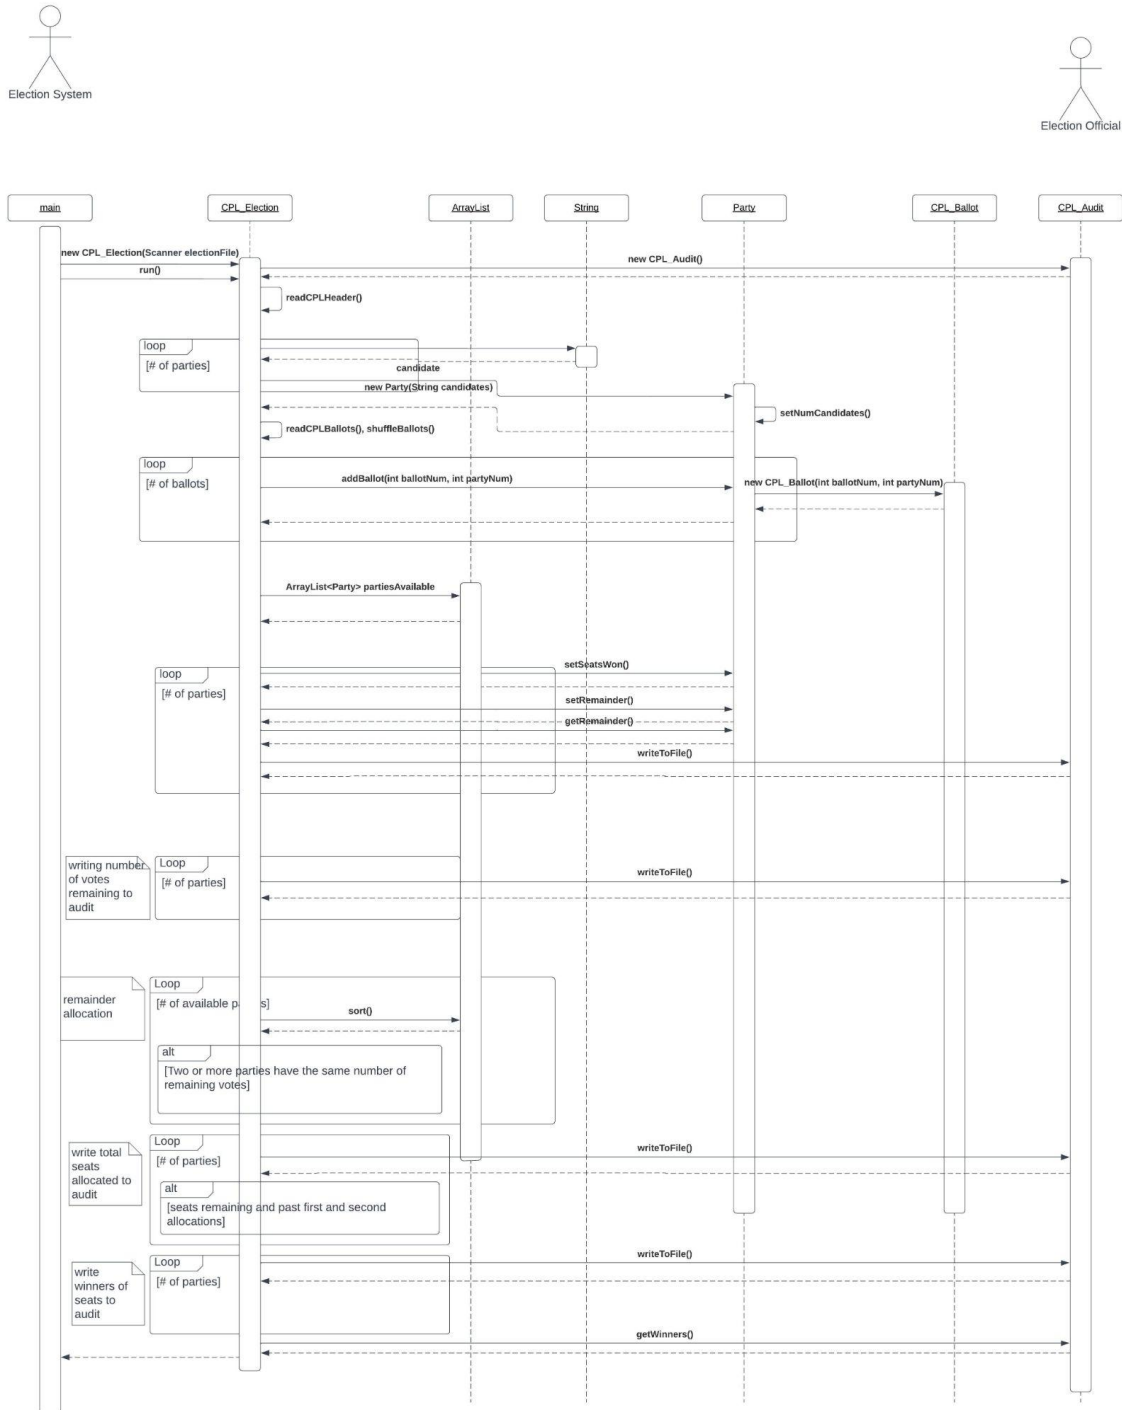 Election System
Election Official
main
CPL_Election
ArrayList
String
Party
CPL_Ballot
CPL_Audit
new CPL_Election(Scanner electionFile)
new CPL_Audit()
run()
readCPLHeader()
loop
[# of parties]
candidate
new Party(String candidates)
setNumCandidates()
readCPLBallots(), shuffleBallots()
loop
[# of ballots]
addBallot(int ballotNum, int partyNum)
new CPL_Ballot(int ballotNum, int partyNum)
ArrayList<Party> partiesAvailable
loop
[# of parties]
setSeatsWon()
setRemainder()
getRemainder()
writeToFile()
writing number
of votes
remaining to
audit
Loop
[# of parties]
writeToFile()
remainder
allocation
Loop
[# of available p s]
sort()
alt
[Two or more parties have the same number of
remaining votes]
write total
seats
allocated to
audit
Loop
[# of parties]
writeToFile()
alt
[seats remaining and past first and second
allocations]
write
winners of
seats to
audit
Loop
[# of parties]
writeToFile()
getWinners()